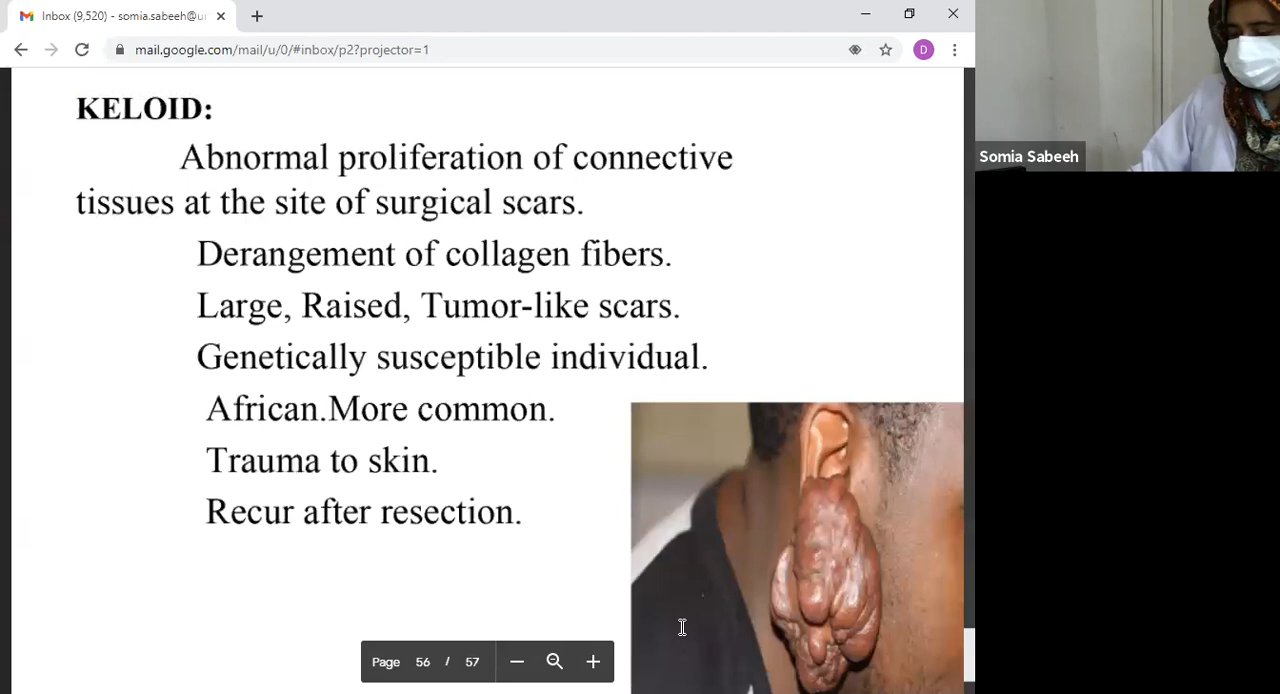 Inbox (9,520) - somia.sabeeh@u
mail.google.com/mail/u/0/#inbox/p2?projector=1
D
KELOID:
Abnormal proliferation of connective
tissues at the site of surgical scars.
Derangement of collagen fibers.
Large, Raised, Tumor-like scars.
Genetically susceptible individual.
African.More common.
Trauma to skin.
Recur after resection.
Page 56 / 57
Somia Sabeeh